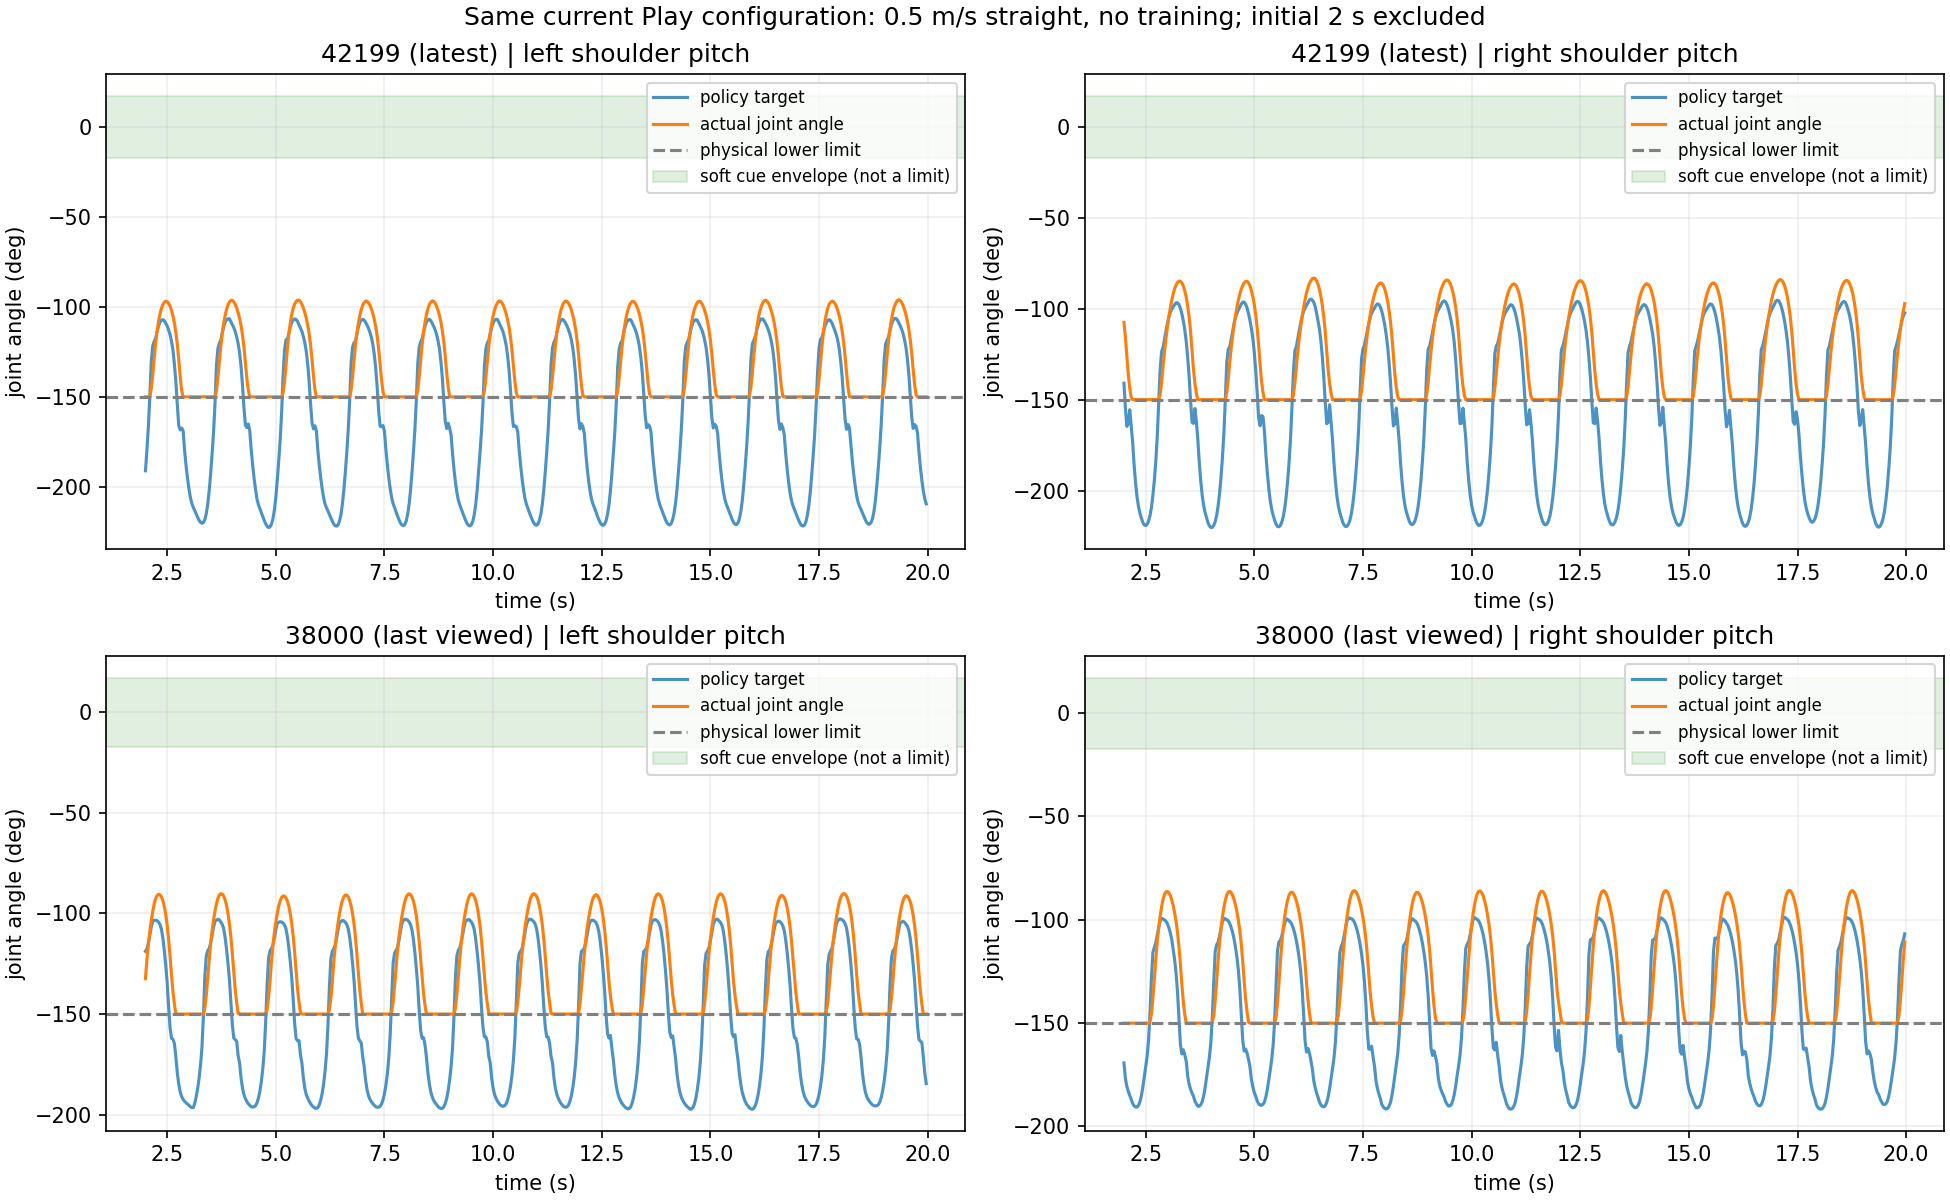 Same current Play configuration: 0.5 m/s straight, no training; initial 2 s excluded
42199 (latest) | left shoulder pitch
joint angle (deg)
0
−50
−100
−150
−200
policy target
actual joint angle
physical lower limit
soft cue envelope (not a limit)
2.5 5.0 7.5 10.0 12.5 15.0 17.5 20.0
time (s)
42199 (latest) | right shoulder pitch
joint angle (deg)
0
−50
−100
−150
−200
policy target
actual joint angle
physical lower limit
soft cue envelope (not a limit)
2.5 5.0 7.5 10.0 12.5 15.0 17.5 20.0
time (s)
38000 (last viewed) | left shoulder pitch
joint angle (deg)
0
−50
−100
−150
−200
policy target
actual joint angle
physical lower limit
soft cue envelope (not a limit)
2.5 5.0 7.5 10.0 12.5 15.0 17.5 20.0
time (s)
38000 (last viewed) | right shoulder pitch
joint angle (deg)
0
−50
−100
−150
−200
policy target
actual joint angle
physical lower limit
soft cue envelope (not a limit)
2.5 5.0 7.5 10.0 12.5 15.0 17.5 20.0
time (s)